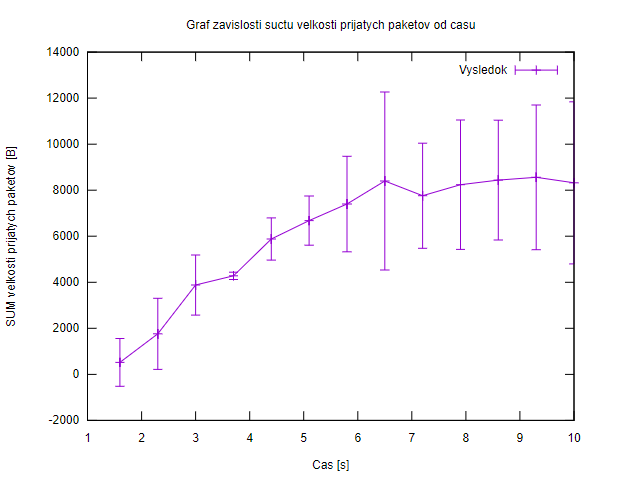 Graf zavislosti suctu velkosti prijatych paketov od casu
14000
12000
10000
8000
6000
4000
2000
0
-2000
SUM velkosti prijatych paketov [B]
Vysledok
1 2 3 4 5 6 7 8 9 10
Cas [s]